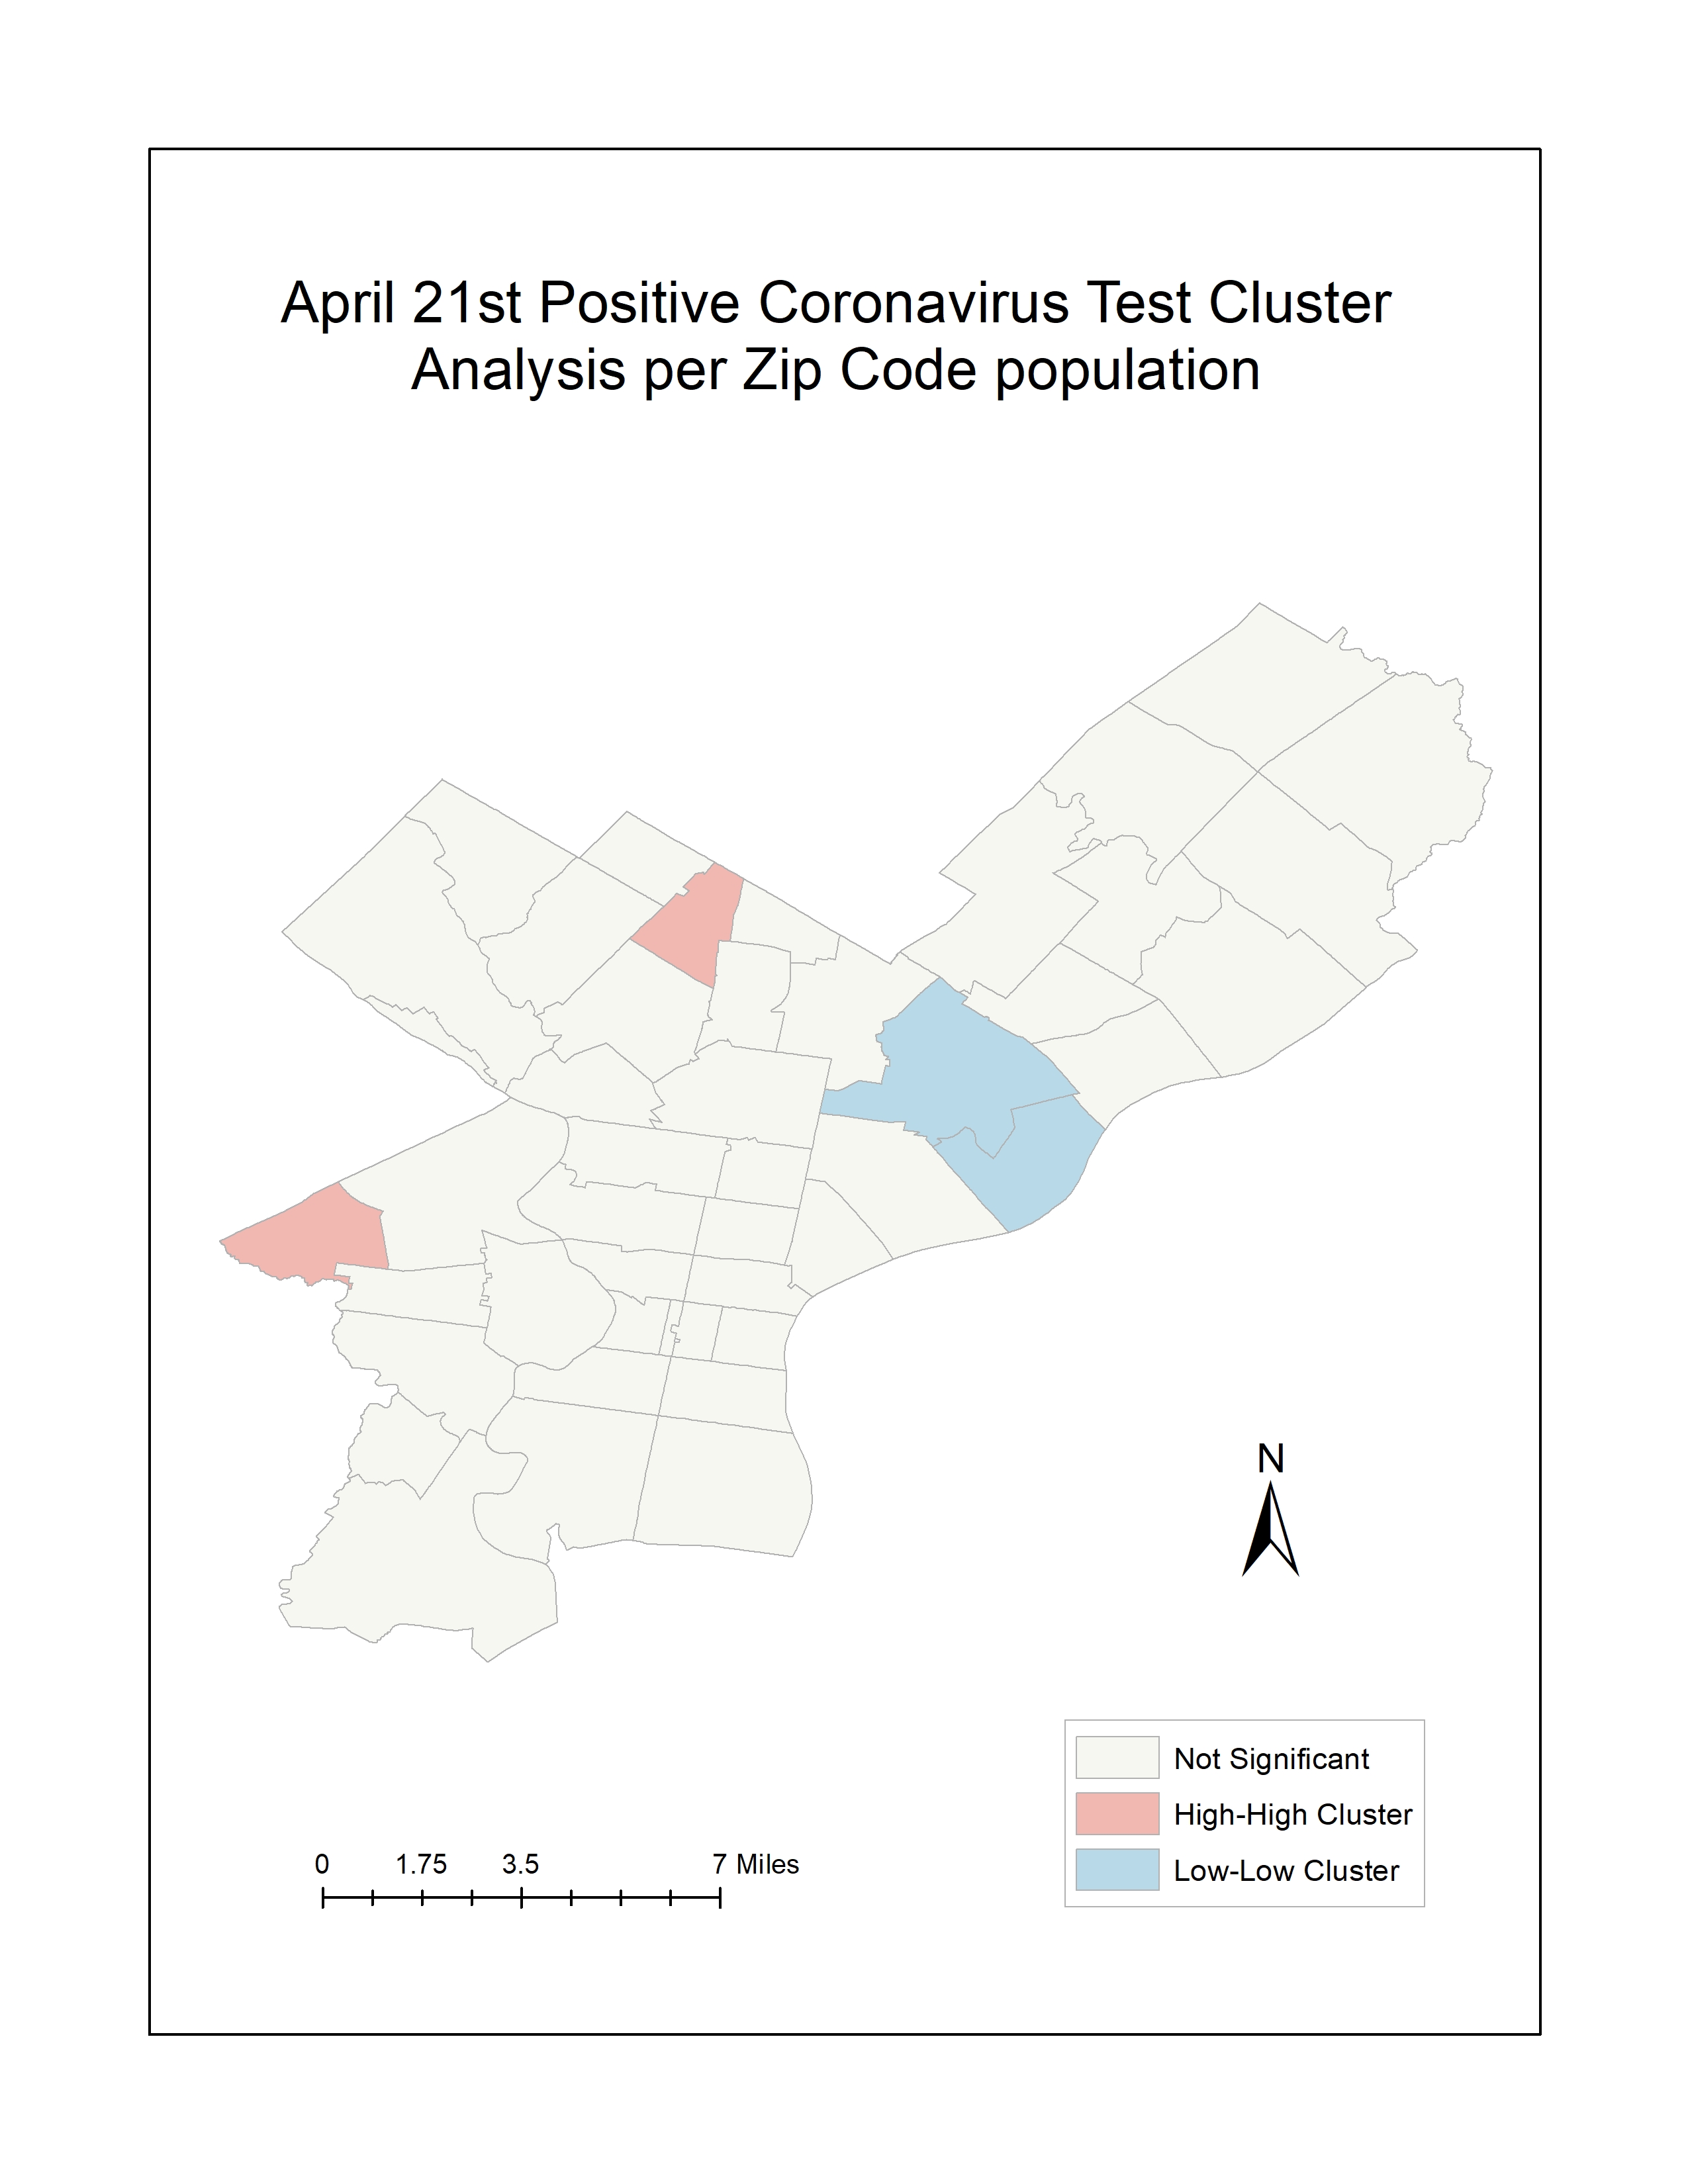 April 21st Positive Coronavirus Test Cluster
Analysis per Zip Code population
N
Not Significant
High-High Cluster
Low-Low Cluster
0 1.75 3.5 7 Miles